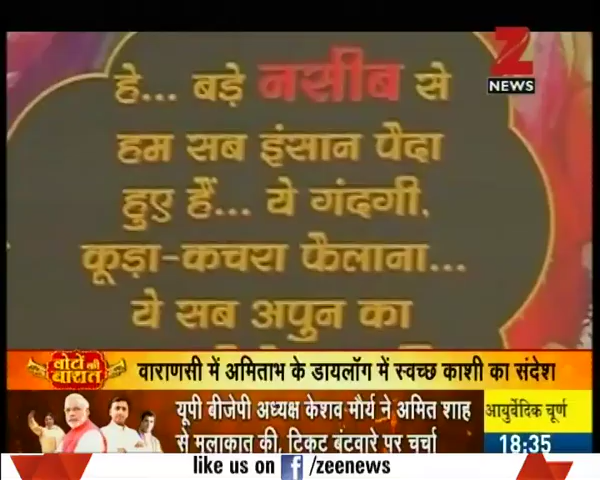 Z
NEWS
हे... बड़े नसीब से
हम सब इंसान पैदा
हुए हैं... ये गंदगी,
कूड़ा-कचरा फैलाना...
ये सब अपुन का
वोटों की
बारात
वाराणसी में अमिताभ के डायलॉग में स्वच्छ काशी का संदेश
यूपी बीजेपी अध्यक्ष केशव मौर्य ने अमित शाह
से मुलाकात की, टिकट बंटवारे पर चर्चा
आयुर्वेदिक चूर्ण
18:35
like us on f/zeenews